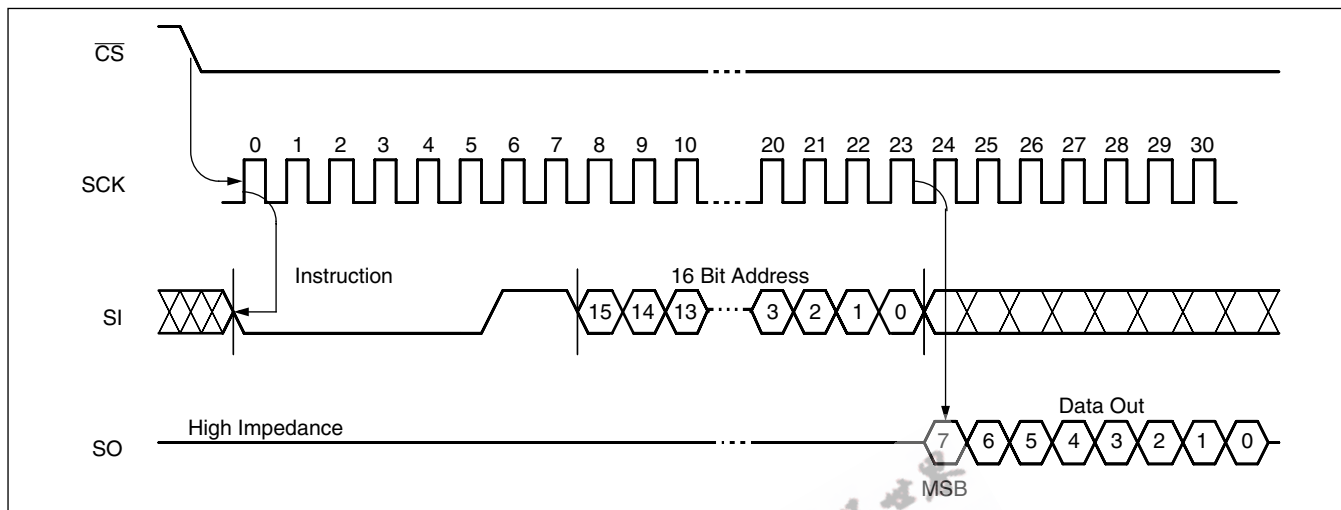 CS
0 1 2 3 4 5 6 7 8 9 10 20 21 22 23 24 25 26 27 28 29 30
SCK
Instruction
16 Bit Address
SI
15 14 13 3 2 1 0
High Impedance
Data Out
SO
7 6 5 4 3 2 1 0
MSB